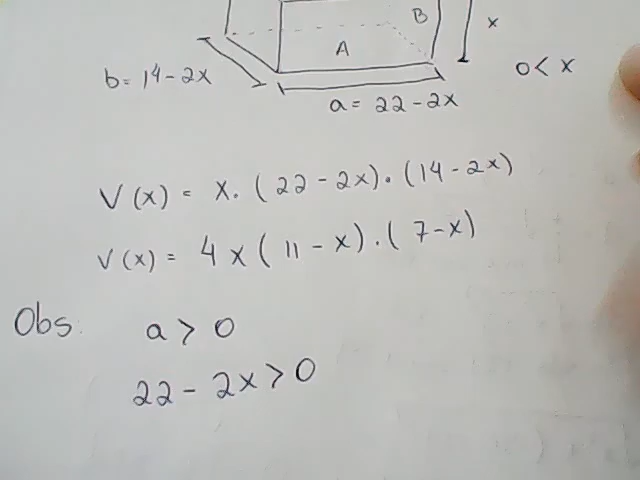 B
A
x
b = 14 - 2x
0 < x
a = 22 - 2x
V(x) = x. (22 - 2x). (14 - 2x)
V(x) = 4x(11 - x).(7-x)
Obs: a > 0
22 - 2x > 0